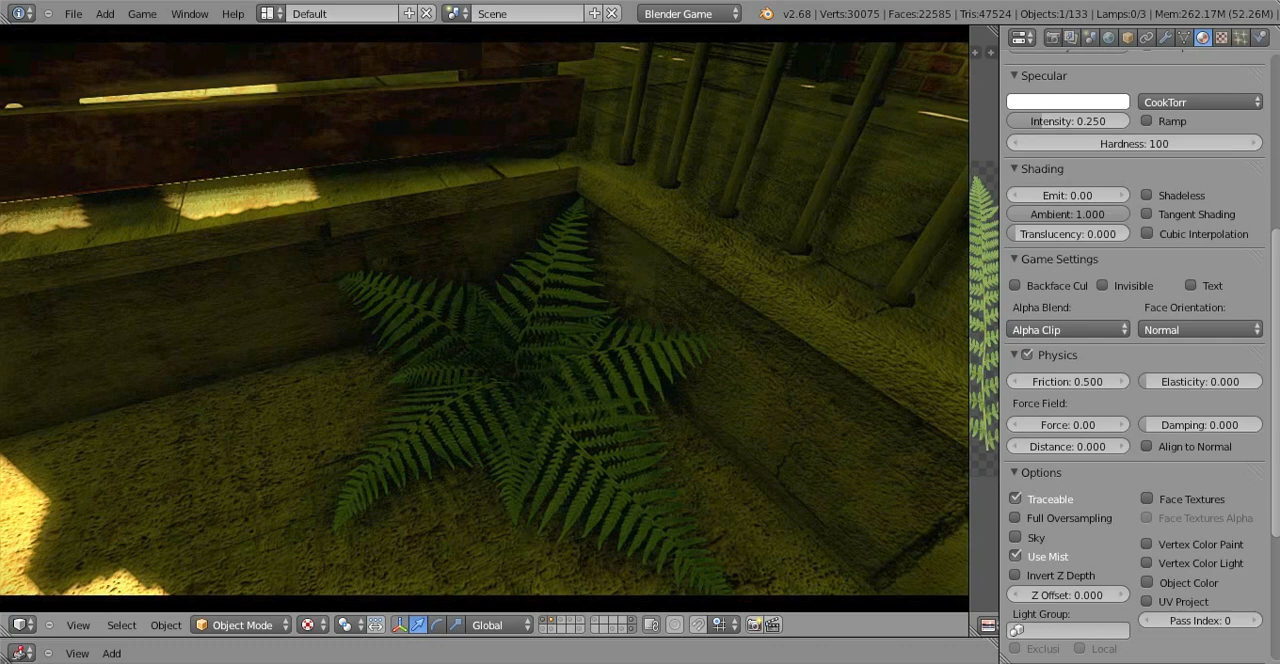 File Add Game Window Help Default Scene Blender Game v2.68 | Verts:30075 | Faces:22585 | Tris:47524 | Objects:1/133 | Lamps:0/3 | Mem:262.17M (52.26M)
Specular
CookTorr
Intensity: 0.250 Ramp
Hardness: 100
Shading
Emit: 0.00 Shadeless
Ambient: 1.000 Tangent Shading
Translucency: 0.000 Cubic Interpolation
Game Settings
Backface Cul Invisible Text
Alpha Blend: Face Orientation:
Alpha Clip Normal
Physics
Friction: 0.500 Elasticity: 0.000
Force Field:
Force: 0.00 Damping: 0.000
Distance: 0.000 Align to Normal
Options
Traceable Face Textures
Full Oversampling Face Textures Alpha
Sky
Use Mist Vertex Color Paint
Invert Z Depth Vertex Color Light
Z Offset: 0.000 Object Color
Light Group: UV Project
Pass Index: 0
Exclusi Local
View Select Object Object Mode Global
View Add